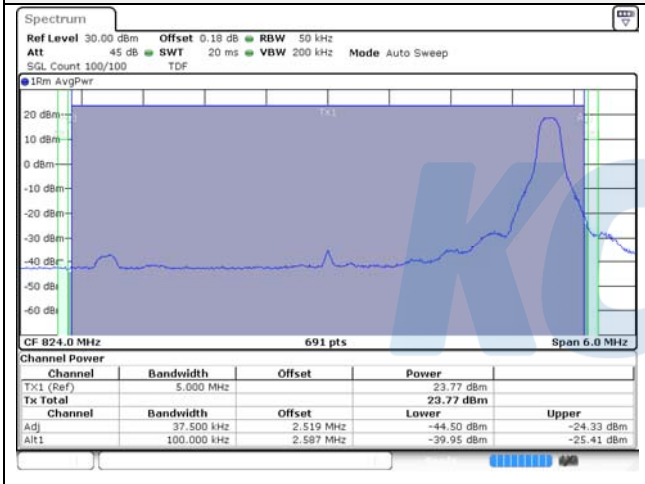 Spectrum
Ref Level 30.00 dBm Offset 0.18 dB RBW 50 kHz
Att 45 dB SWT 20 ms VBW 200 kHz Mode Auto Sweep
SGL Count 100/100 TDF
1Rm AvgPwr
TX1
20 dBm
10 dBm
0 dBm
-10 dBm
-20 dBm
-30 dBm
-40 dBm
-50 dBm
-60 dBm
CF 824.0 MHz 691 pts Span 6.0 MHz
Channel Power
Channel Bandwidth Offset Power
TX1 (Ref) 5.000 MHz 23.77 dBm
Tx Total 23.77 dBm
Channel Bandwidth Offset Lower Upper
Adj 37.500 kHz 2.519 MHz -44.50 dBm -24.33 dBm
Alt1 100.000 kHz 2.587 MHz -39.95 dBm -25.41 dBm
KC